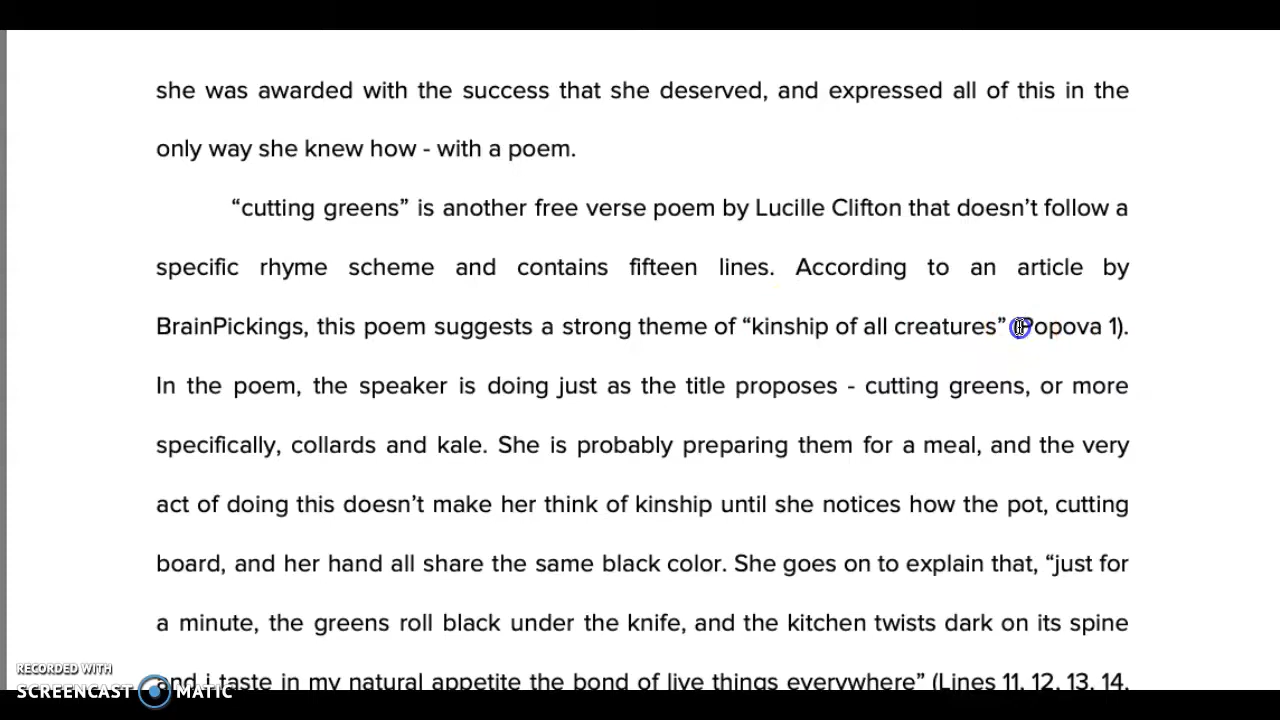 she was awarded with the success that she deserved, and expressed all of this in the
only way she knew how - with a poem.
“cutting greens” is another free verse poem by Lucille Clifton that doesn’t follow a
specific rhyme scheme and contains fifteen lines. According to an article by
BrainPickings, this poem suggests a strong theme of “kinship of all creatures” (Popova 1).
In the poem, the speaker is doing just as the title proposes - cutting greens, or more
specifically, collards and kale. She is probably preparing them for a meal, and the very
act of doing this doesn’t make her think of kinship until she notices how the pot, cutting
board, and her hand all share the same black color. She goes on to explain that, “just for
a minute, the greens roll black under the knife, and the kitchen twists dark on its spine
and i taste in my natural appetite the bond of live things everywhere” (Lines 11, 12, 13, 14,
RECORDED WITH
SCREENCAST MATIC